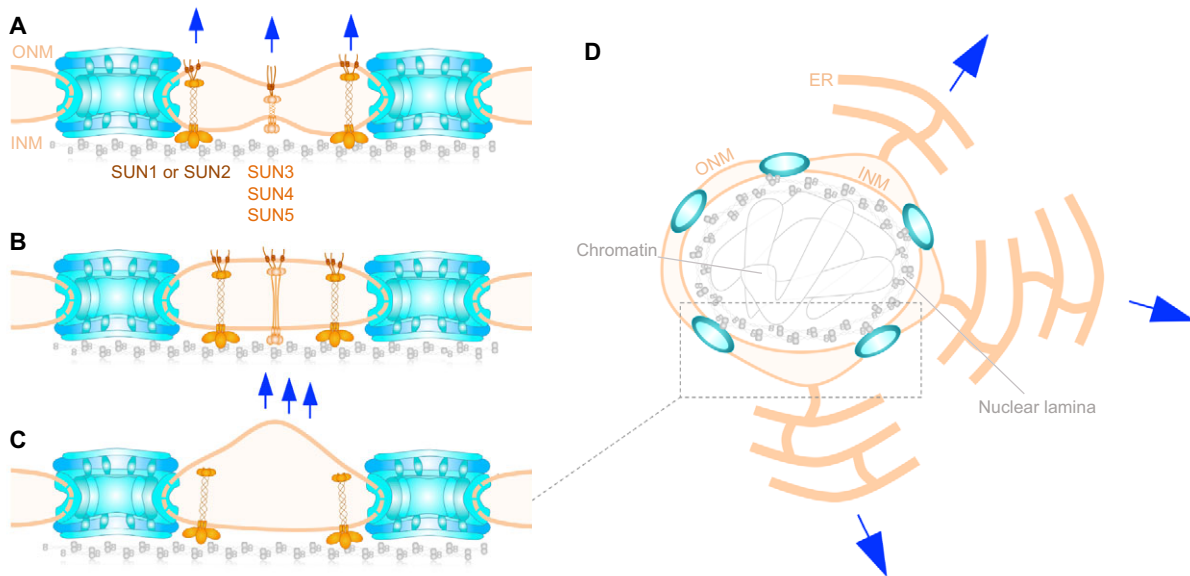 A
ONM
INM
SUN1 or SUN2
SUN3
SUN4
SUN5
B
C
D
ER
ONM
INM
Chromatin
Nuclear lamina